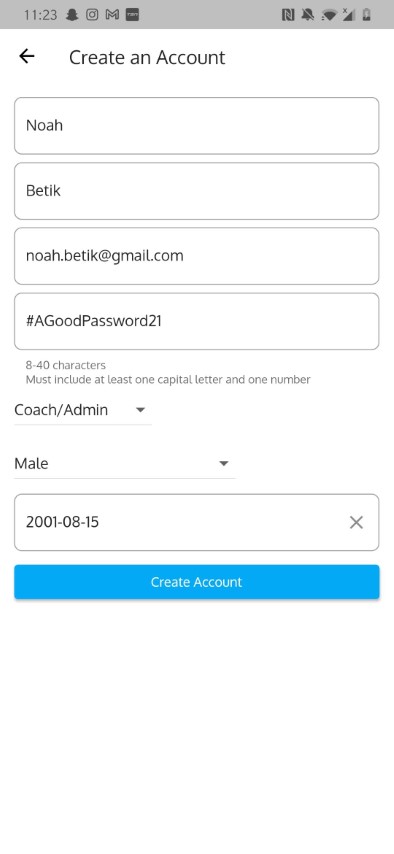 11:23
Create an Account
Noah
Betik
noah.betik@gmail.com
#AGoodPassword21
8-40 characters
Must include at least one capital letter and one number
Coach/Admin
Male
2001-08-15
Create Account